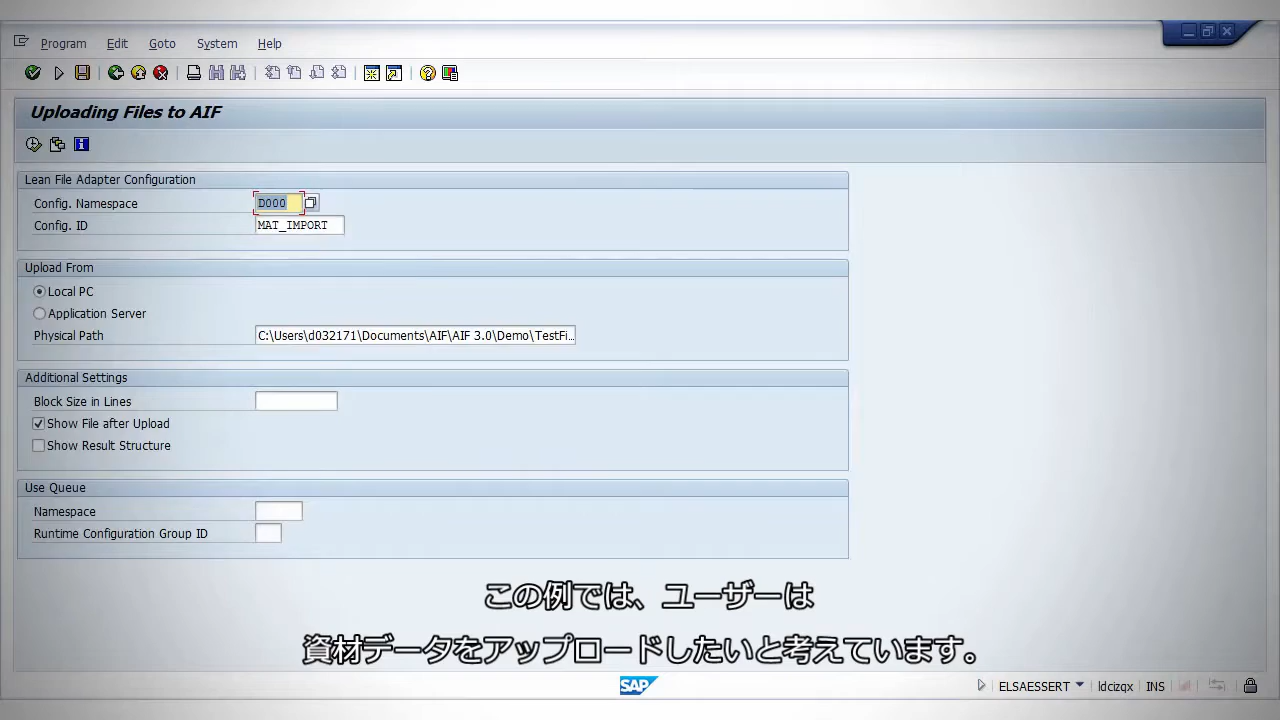 Program Edit Goto System Help
Uploading Files to AIF
Lean File Adapter Configuration
Config. Namespace D000
Config. ID MAT_IMPORT
Upload From
Local PC
Application Server
Physical Path C:\Users\d032171\Documents\AIF\AIF 3.0\Demo\TestFi...
Additional Settings
Block Size in Lines
Show File after Upload
Show Result Structure
Use Queue
Namespace
Runtime Configuration Group ID
この例では、ユーザーは
資材データをアップロードしたいと考えています。
SAP ELSAESSERT ldcizqx INS